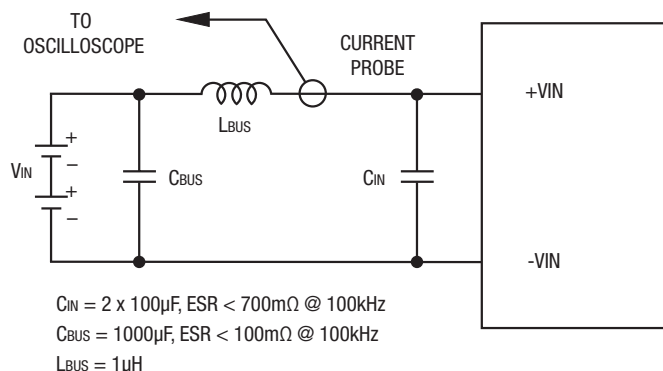 TO
OSCILLOSCOPE
CURRENT
PROBE
+VIN
LBUS
VIN
+
−
+
−
CBUS
CIN
-VIN
CIN = 2 x 100µF, ESR < 700mΩ @ 100kHz
CBUS = 1000µF, ESR < 100mΩ @ 100kHz
LBUS = 1µH